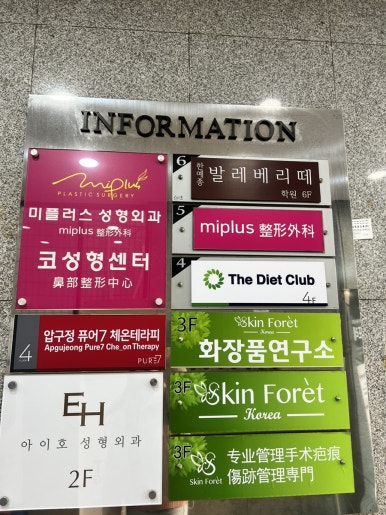 INFORMATION
miplus
PLASTIC SURGERY
미플러스 성형외과
miplus 整形外科
코성형센터
鼻部整形中心
6
한예종
발레베리떼
학원 6F
5
miplus 整形外科
4
The Diet Club
4F
4
압구정 퓨어7 체온테라피
Apgujeong Pure7 Che_on Therapy
PURE7
EH
아이호 성형외과
2F
3F
Skin Forêt
Korea
화장품연구소
3F
Skin Forêt
Korea
3F
Skin Forêt
专业管理手术疤痕
傷跡管理専門